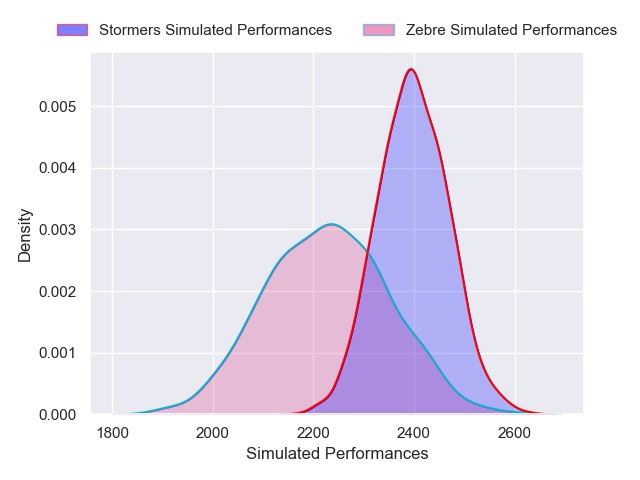 Stormers Simulated Performances
Zebre Simulated Performances
Density
0.005
0.004
0.003
0.002
0.001
0.000
1800
2000
2200
2400
2600
Simulated Performances